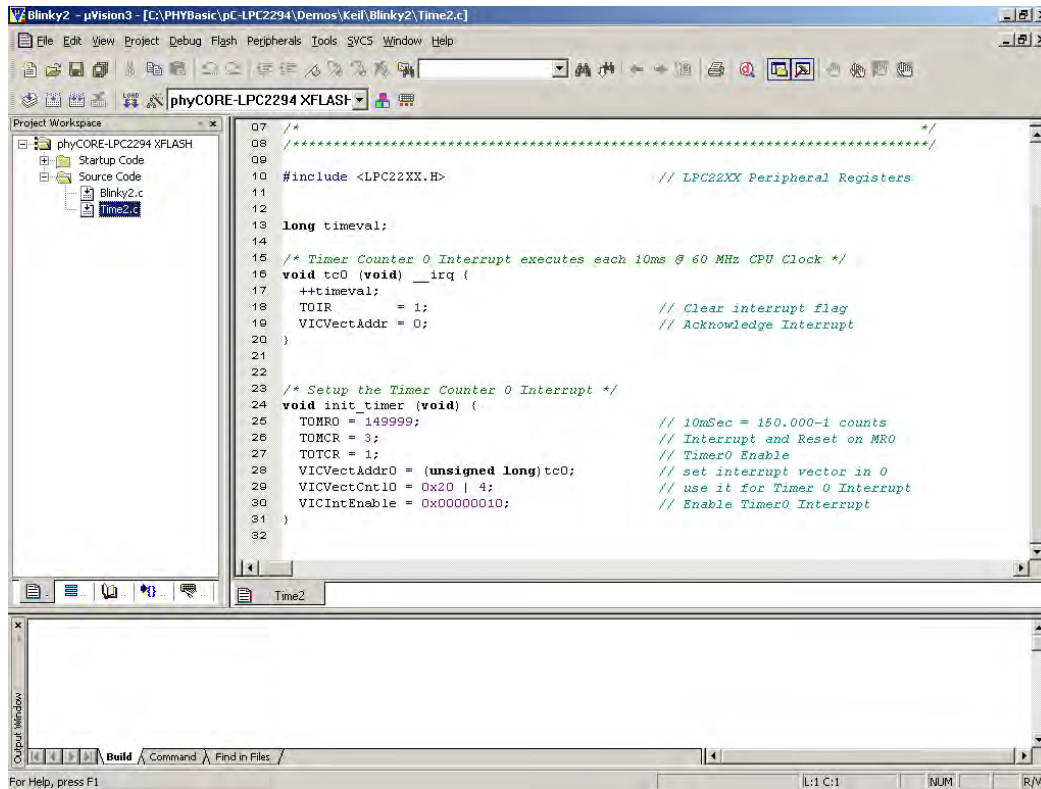 Blinky2 - µVision3 - [C:\PHYBasic\pC-LPC2294\Demos\Keil\Blinky2\Time2.c]
File Edit View Project Debug Flash Peripherals Tools SVCS Window Help
phyCORE-LPC2294 XFLASH
Project Workspace
phyCORE-LPC2294 XFLASH
Startup Code
Source Code
Blinky2.c
Time2.c
07 /* */
08 /******************************************************************************/
09
10 #include <LPC22XX.H> // LPC22XX Peripheral Registers
11
12
13 long timeval;
14
15 /* Timer Counter 0 Interrupt executes each 10ms @ 60 MHz CPU Clock */
16 void tc0 (void) __irq {
17 ++timeval;
18 T0IR = 1; // Clear interrupt flag
19 VICVectAddr = 0; // Acknowledge Interrupt
20 }
21
22
23 /* Setup the Timer Counter 0 Interrupt */
24 void init_timer (void) {
25 T0MR0 = 149999; // 10mSec = 150.000-1 counts
26 T0MCR = 3; // Interrupt and Reset on MR0
27 T0TCR = 1; // Timer0 Enable
28 VICVectAddr0 = (unsigned long)tc0; // set interrupt vector in 0
29 VICVectCntl0 = 0x20 | 4; // use it for Timer 0 Interrupt
30 VICIntEnable = 0x00000010; // Enable Timer0 Interrupt
31 }
32
Time2
Output Window
Build Command Find in Files
For Help, press F1 L:1 C:1 NUM R/W